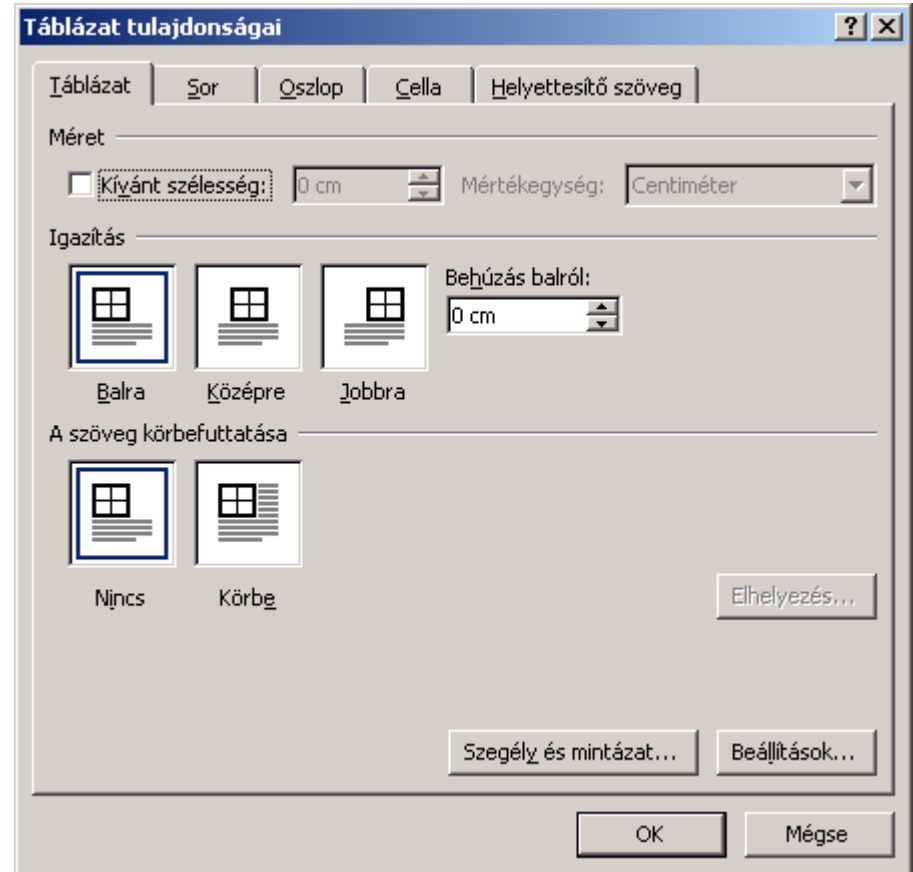 Táblázat tulajdonságai
Táblázat Sor Oszlop Cella Helyettesítő szöveg
Méret
Kívánt szélesség: 0 cm Mértékegység: Centiméter
Igazítás
Behúzás balról:
0 cm
Balra Középre Jobbra
A szöveg körbefuttatása
Nincs Körbe
Elhelyezés...
Szegély és mintázat... Beállítások...
OK Mégse